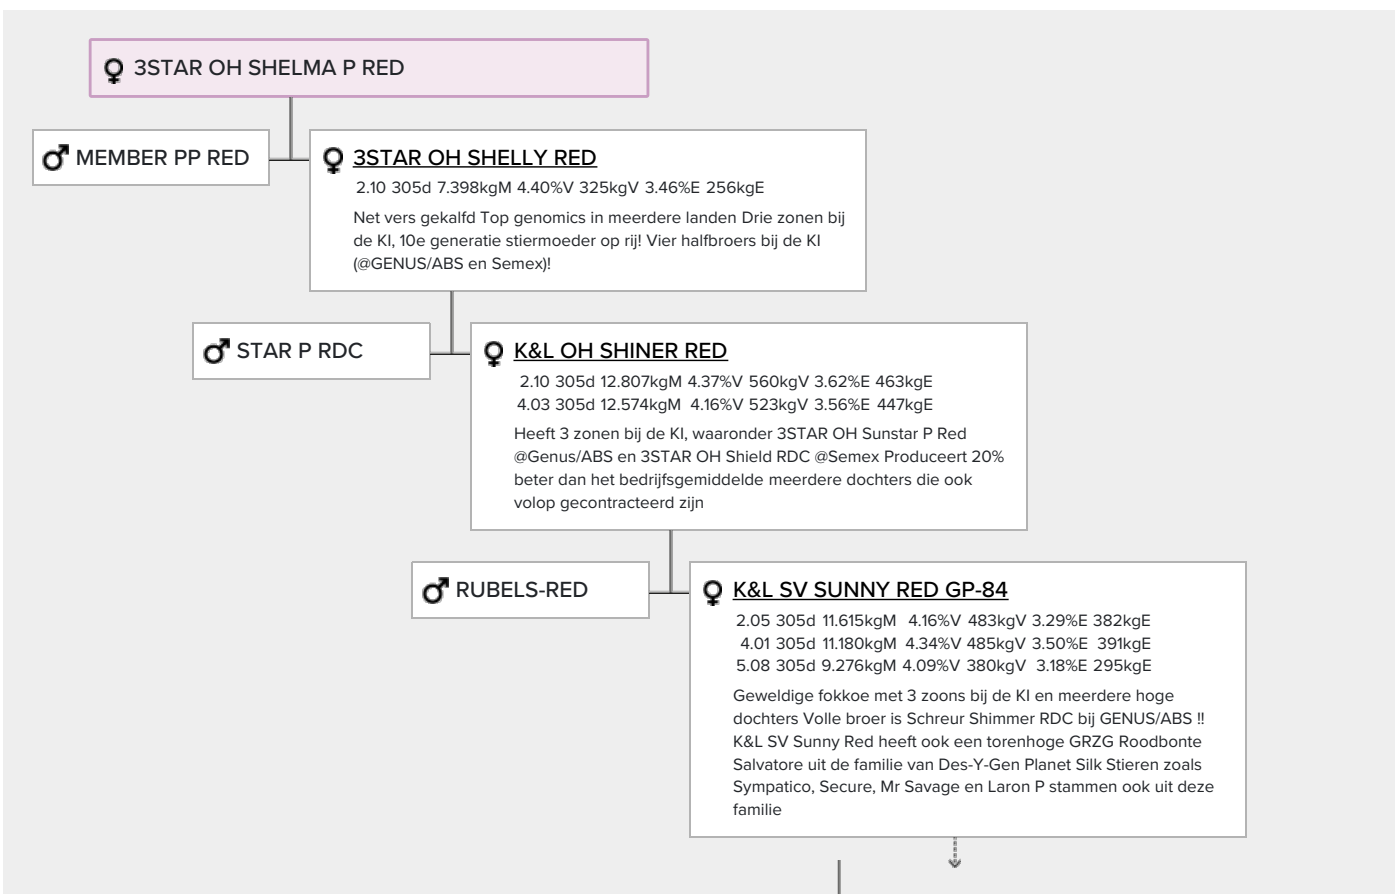 3STAR OH SHELMA P RED
MEMBER PP RED
3STAR OH SHELLY RED
2.10 305d 7.398kgM 4.40%V 325kgV 3.46%E 256kgE
Net vers gekalfd Top genomics in meerdere landen Drie zonen bij
de KI, 10e generatie stiermoeder op rij! Vier halfbroers bij de KI
(@GENUS/ABS en Semex)!
STAR P RDC
K&L OH SHINER RED
2.10 305d 12.807kgM 4.37%V 560kgV 3.62%E 463kgE
4.03 305d 12.574kgM 4.16%V 523kgV 3.56%E 447kgE
Heeft 3 zonen bij de KI, waaronder 3STAR OH Sunstar P Red
@Genus/ABS en 3STAR OH Shield RDC @Semex Produceert 20%
beter dan het bedrijfsgemiddelde meerdere dochters die ook
volop gecontracteerd zijn
RUBELS-RED
K&L SV SUNNY RED GP-84
2.05 305d 11.615kgM 4.16%V 483kgV 3.29%E 382kgE
4.01 305d 11.180kgM 4.34%V 485kgV 3.50%E 391kgE
5.08 305d 9.276kgM 4.09%V 380kgV 3.18%E 295kgE
Geweldige fokkoe met 3 zoons bij de KI en meerdere hoge
dochters Volle broer is Schreur Shimmer RDC bij GENUS/ABS !!
K&L SV Sunny Red heeft ook een torenhoge GRZG Roodbonte
Salvatore uit de familie van Des-Y-Gen Planet Silk Stieren zoals
Sympatico, Secure, Mr Savage en Laron P stammen ook uit deze
familie